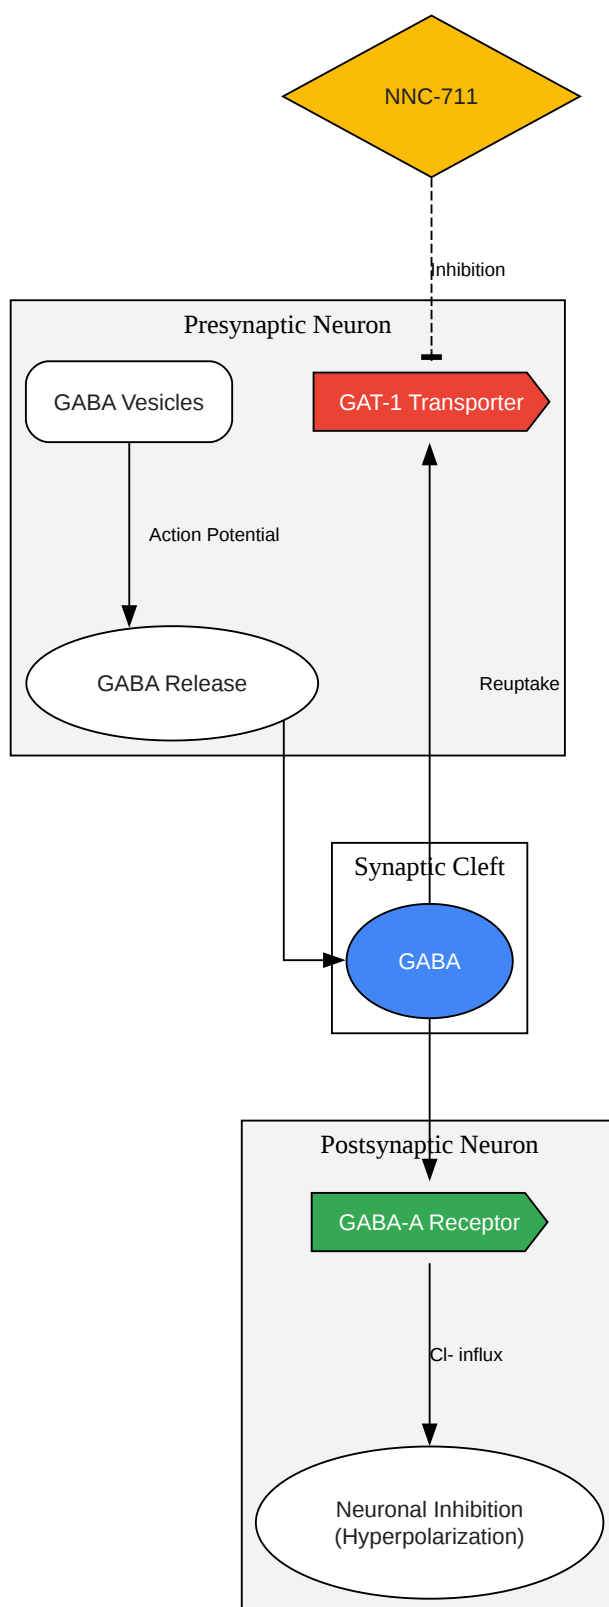 NNC-711
Inhibition
Presynaptic Neuron
GABA Vesicles
GAT-1 Transporter
Action Potential
GABA Release
Reuptake
Synaptic Cleft
GABA
Postsynaptic Neuron
GABA-A Receptor
Cl- influx
Neuronal Inhibition
(Hyperpolarization)